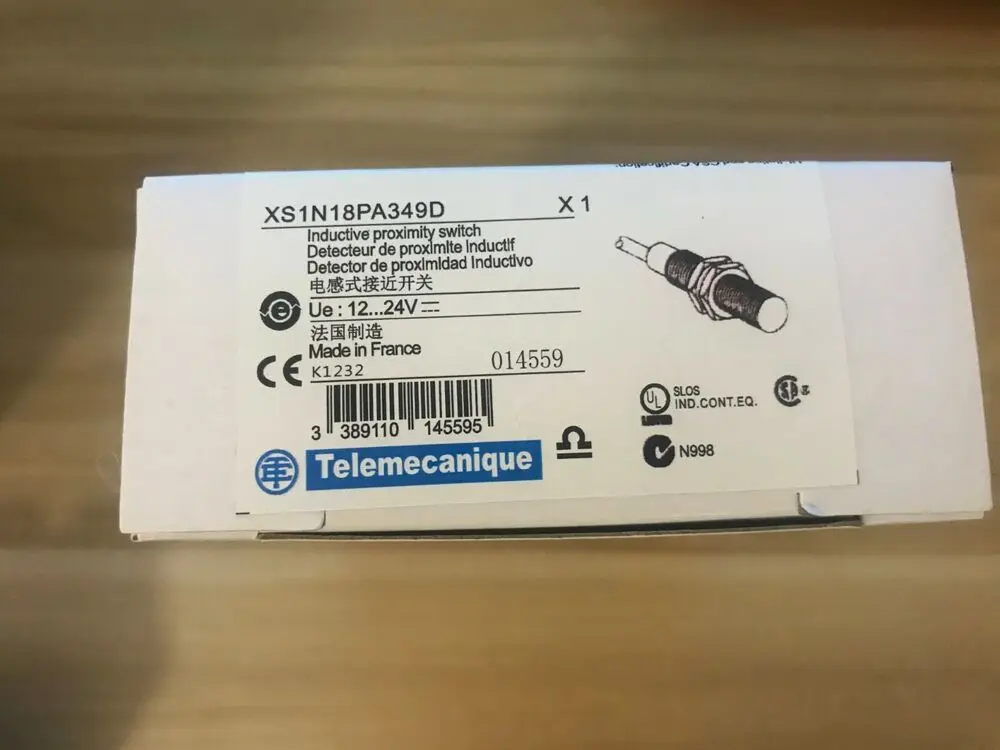 XS1N18PA349D X 1
Inductive proximity switch
Detecteur de proximite Inductif
Detector de proximidad Inductivo
电感式接近开关
Ue : 12...24V
法国制造
Made in France
CE K1232 014559
3 389110 145595
Telemecanique
UL SLOS
IND.CONT.EQ.
N998